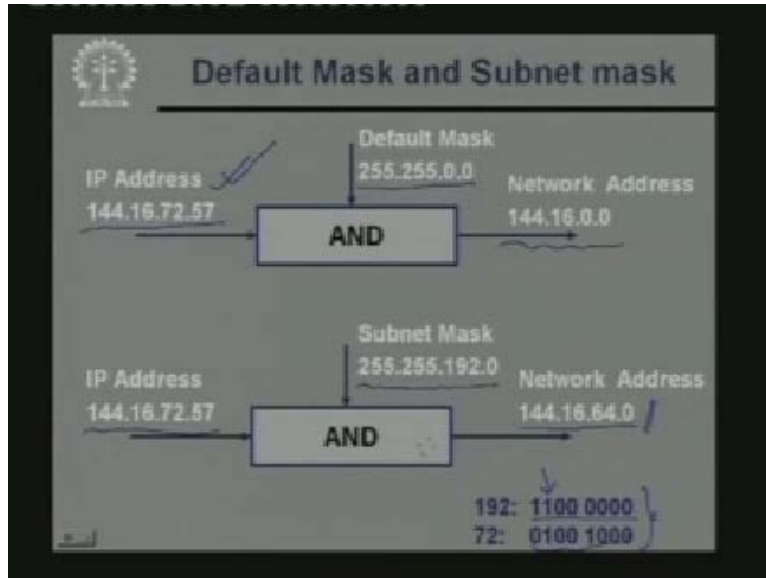 Default Mask and Subnet mask
Default Mask
255.255.0.0
IP Address
144.16.72.57
AND
Network Address
144.16.0.0
Subnet Mask
255.255.192.0
IP Address
144.16.72.57
AND
Network Address
144.16.64.0
192: 1100 0000
72: 0100 1000